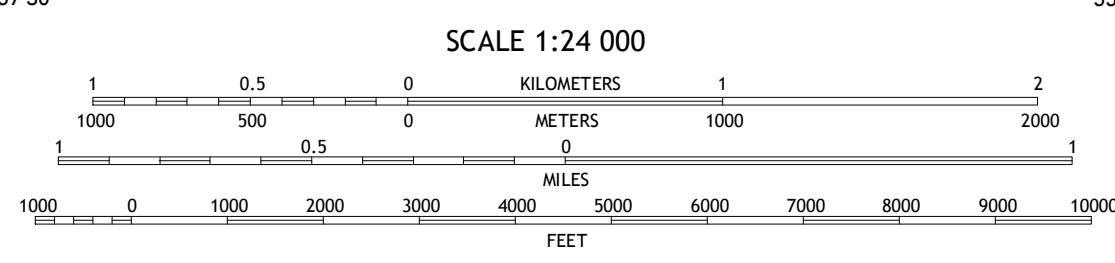 SCALE 1:24 000
1 0.5 0 KILOMETERS 1 2
1000 500 0 METERS 1000 2000
1 0.5 0 1
MILES
1000 0 1000 2000 3000 4000 5000 6000 7000 8000 9000 10000
FEET